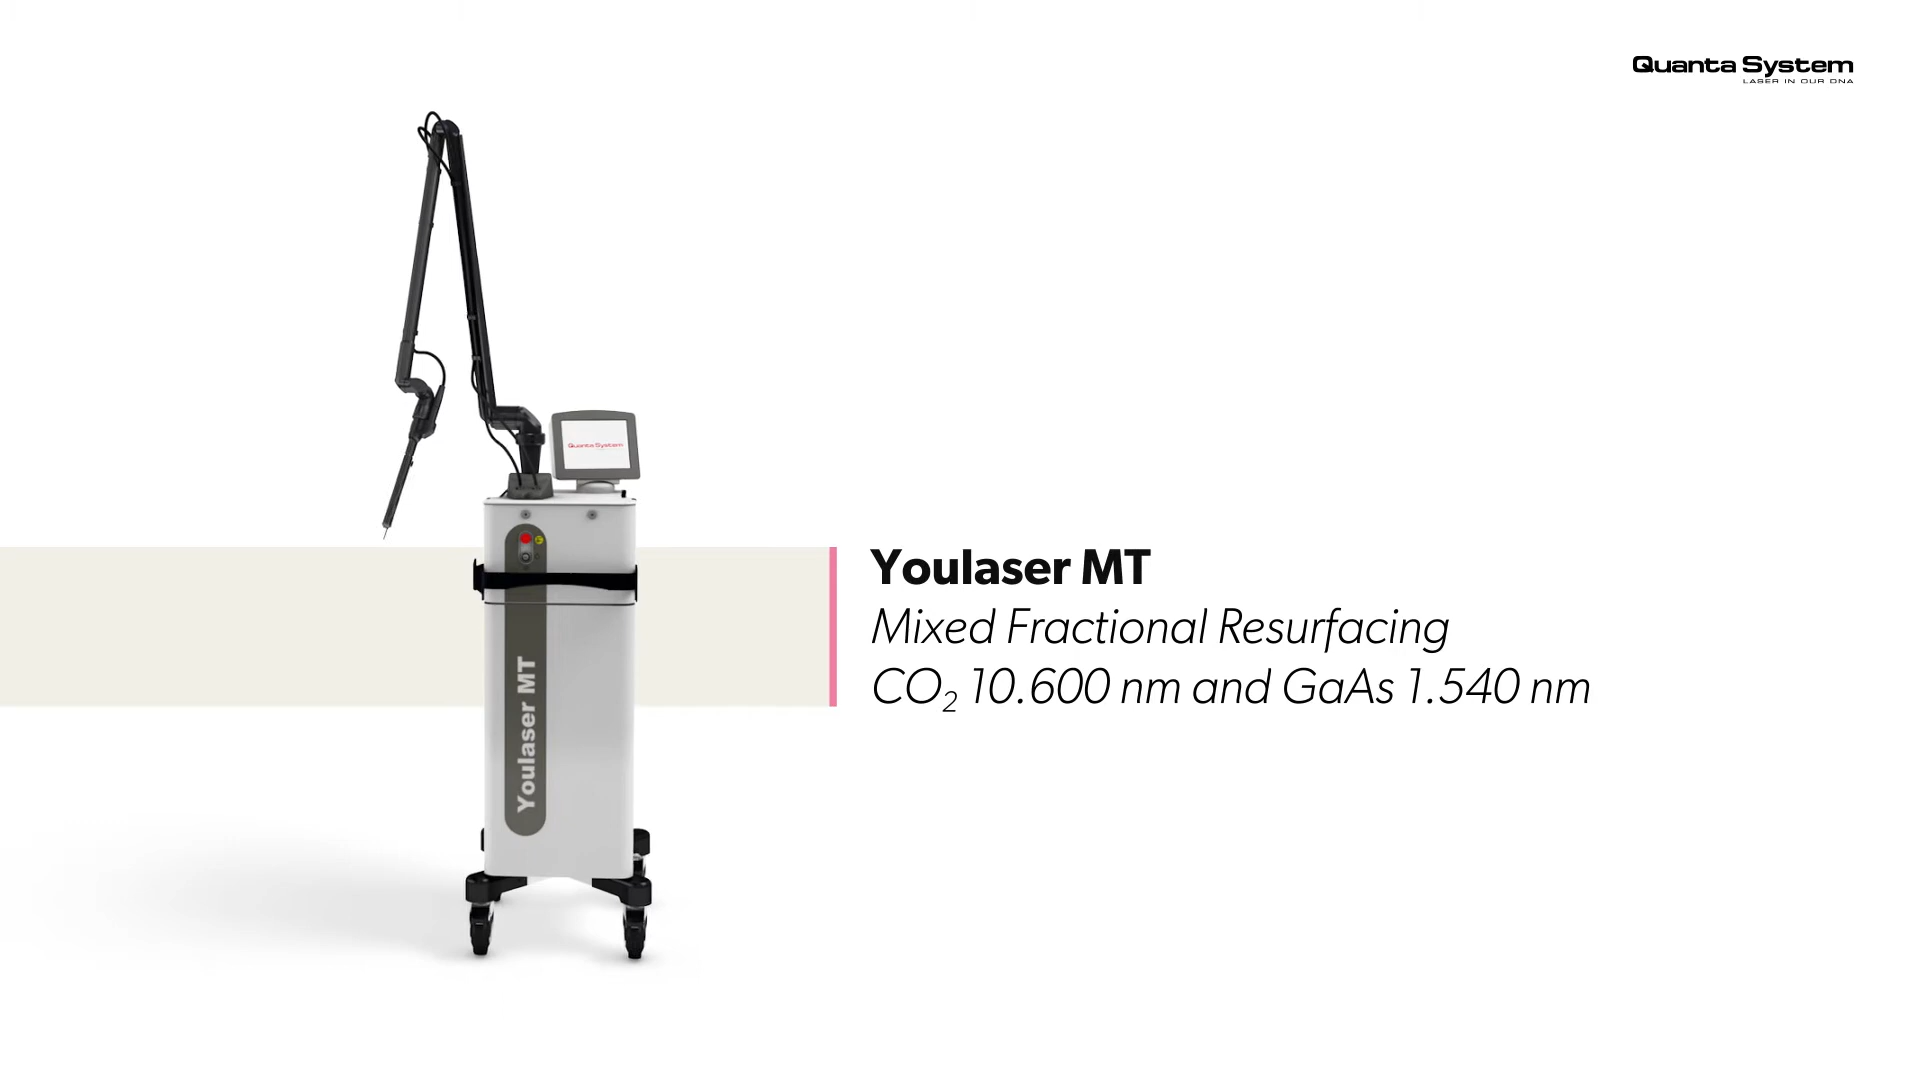 Quanta System
LASER IN OUR DNA
Quanta System
Youlaser MT
Youlaser MT
Mixed Fractional Resurfacing
CO₂ 10.600 nm and GaAs 1.540 nm